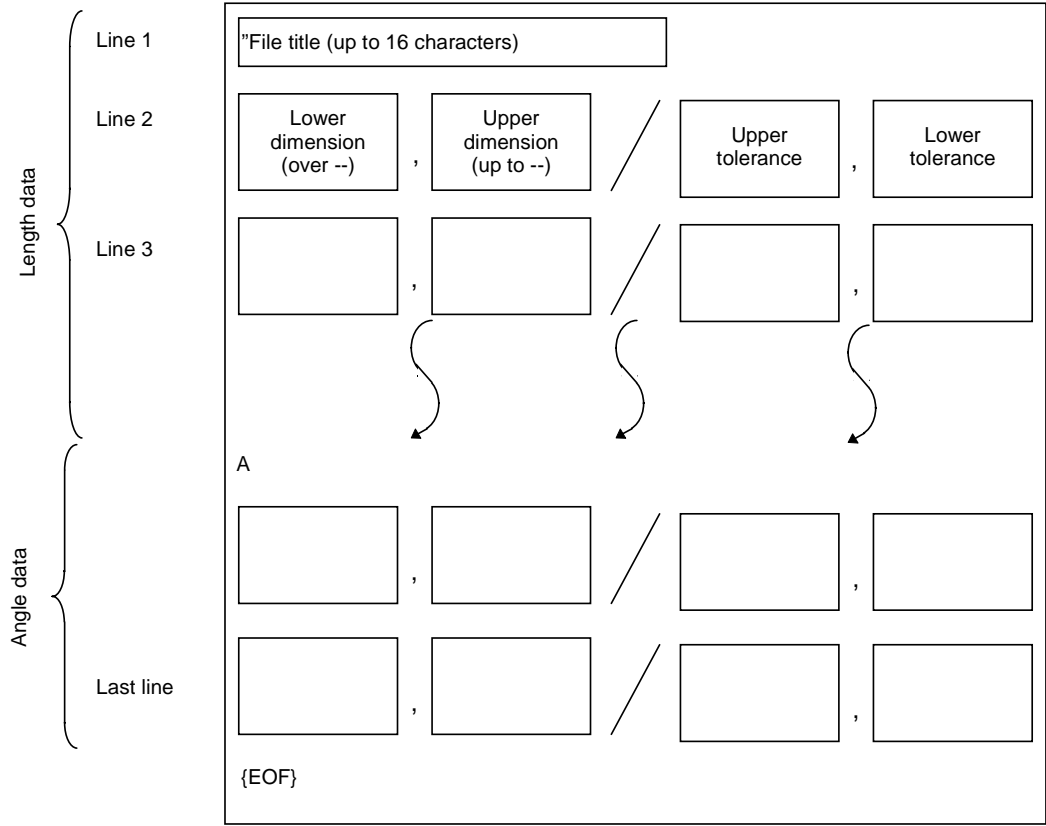 Line 1
”File title (up to 16 characters)
Line 2
Lower
dimension
(over --)
,
Upper
dimension
(up to --)
/
Upper
tolerance
,
Lower
tolerance
Length data
Line 3
,
/
,
A
Angle data
,
/
,
Last line
,
/
,
{EOF}